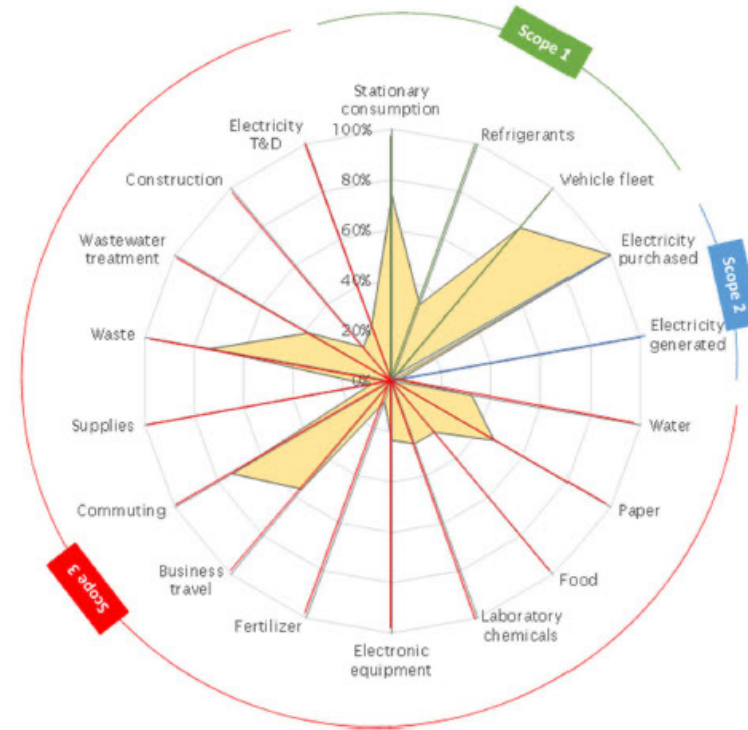 Scope 1
Stationary
consumption
Refrigerants
Vehicle fleet
Electricity
purchased
Scope 2
Electricity
generated
Water
Paper
Food
Laboratory
chemicals
Electronic
equipment
Fertilizer
Business
travel
Scope 3
Commuting
Supplies
Waste
Wastewater
treatment
Construction
Electricity
T&D
100%
80%
60%
40%
20%
0%